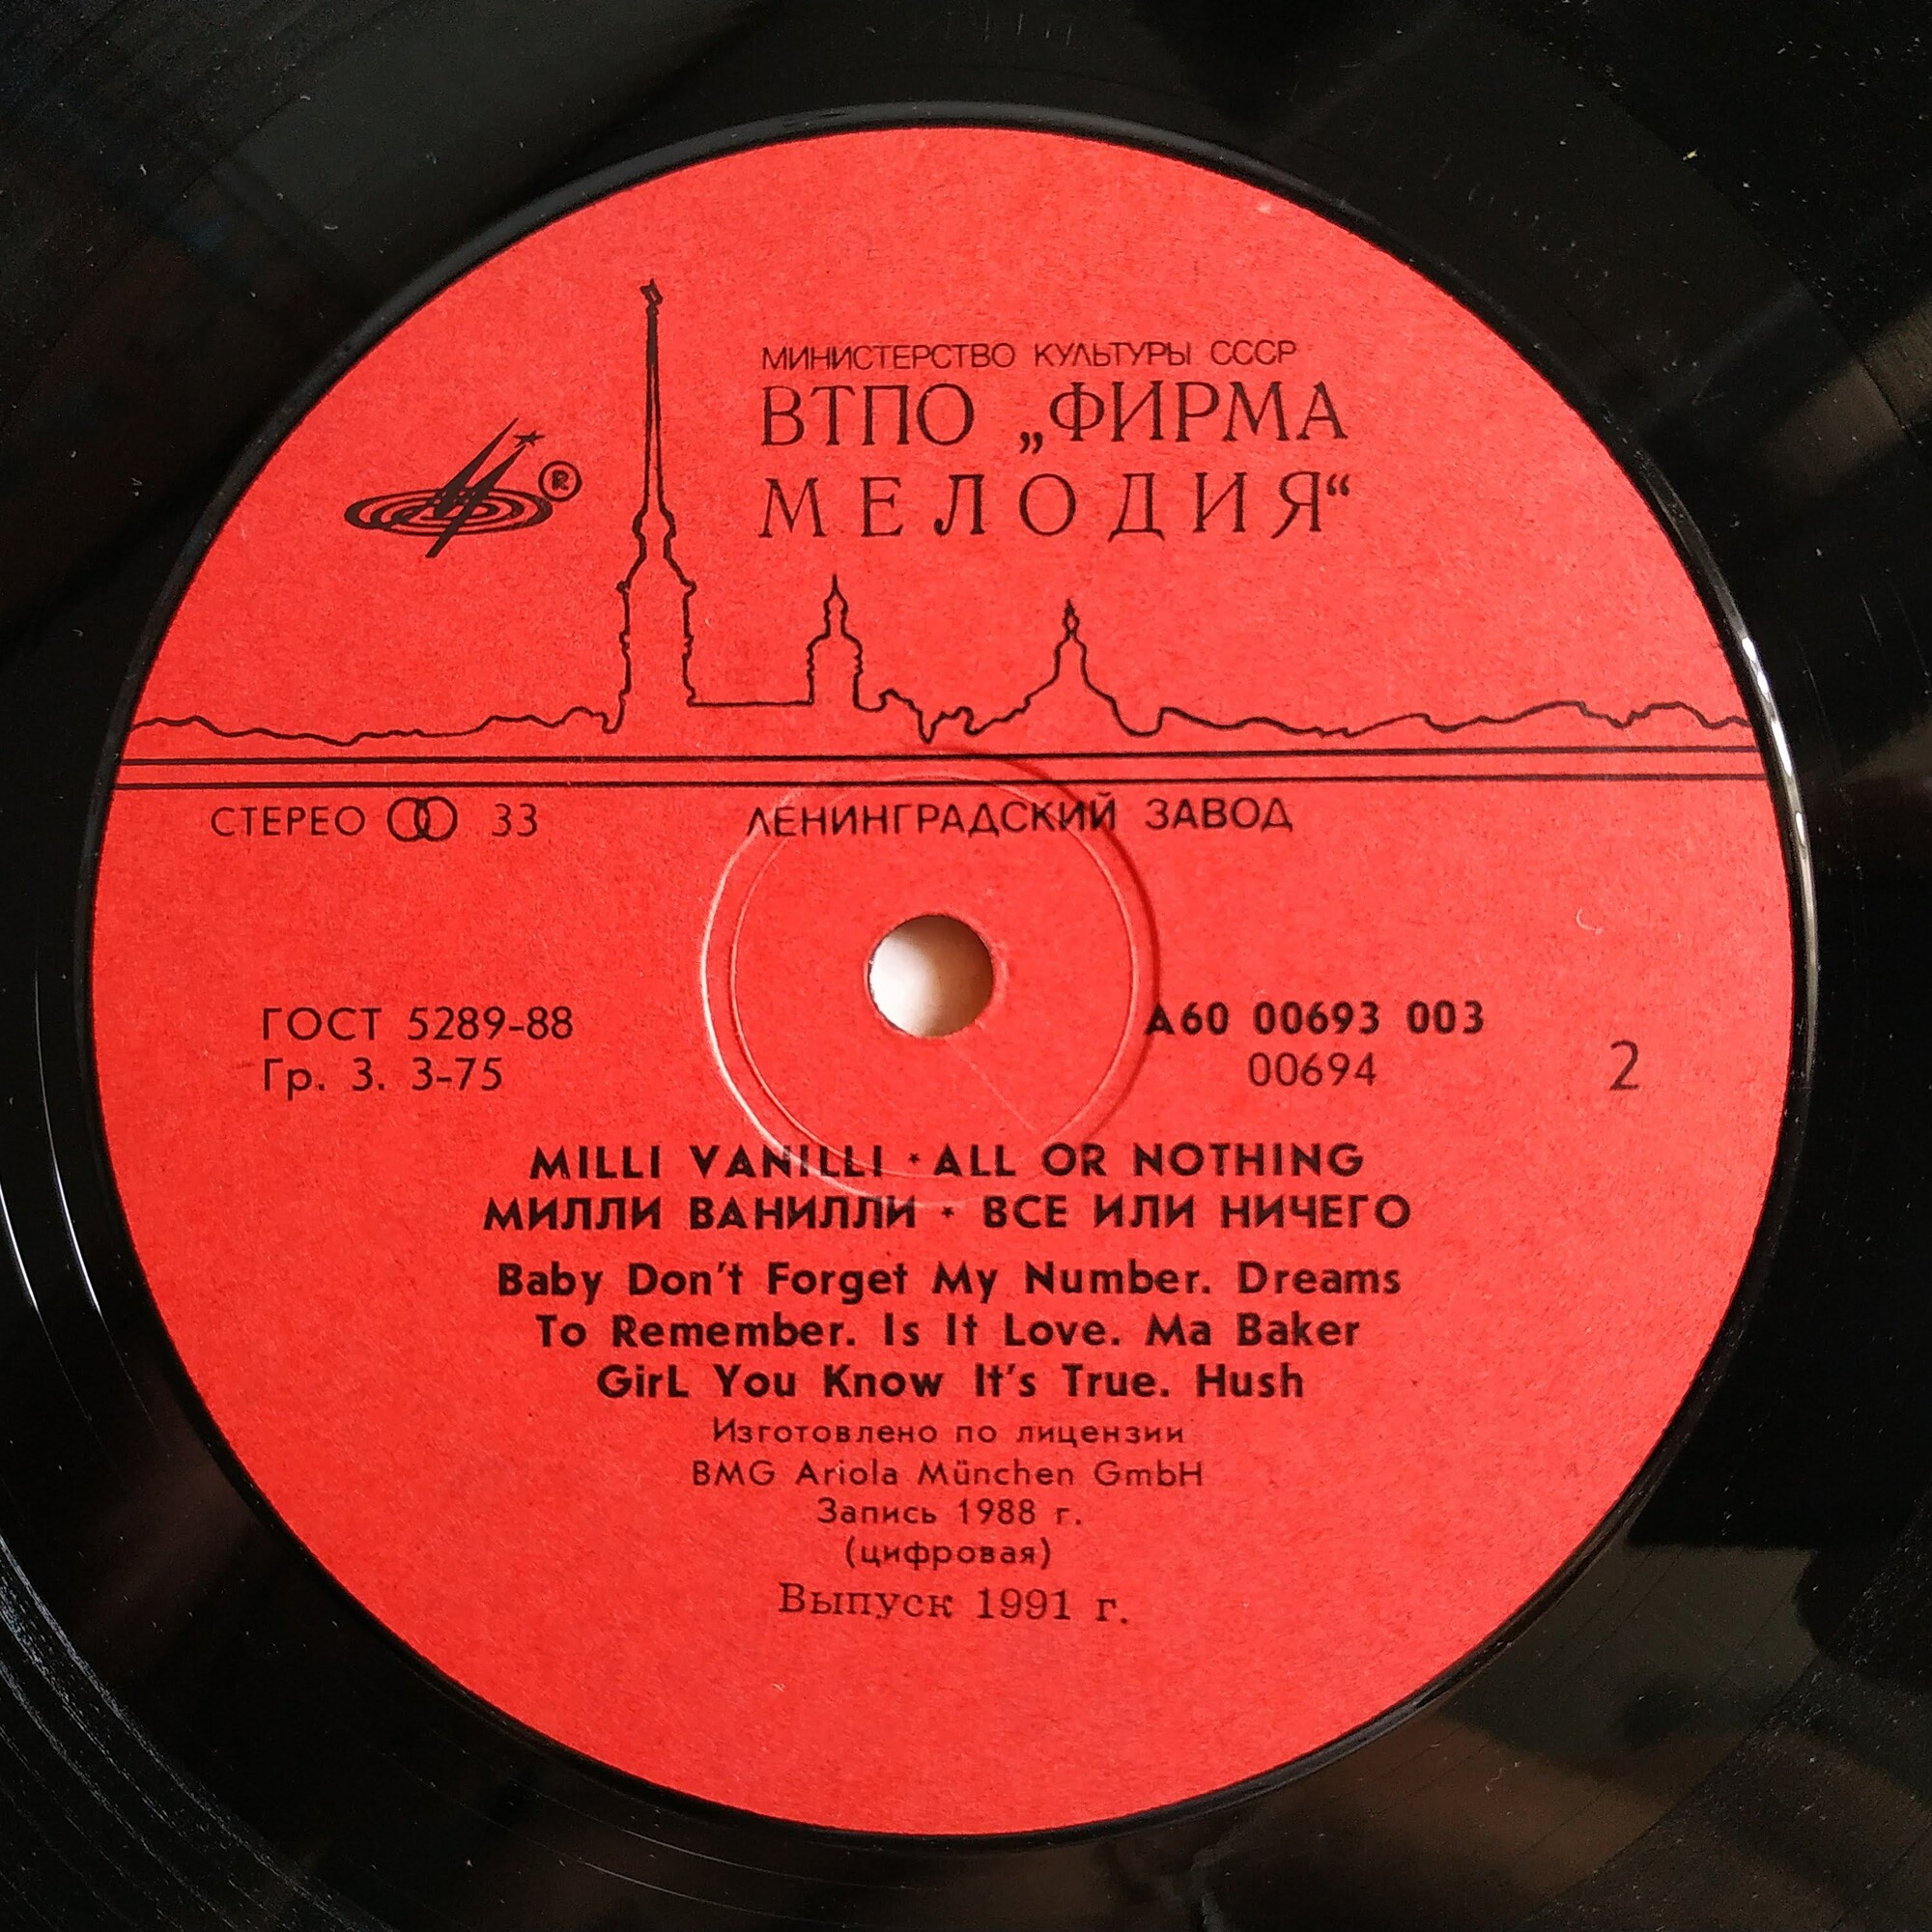 МИНИСТЕРСТВО КУЛЬТУРЫ СССР
ВТПО „ФИРМА
МЕЛОДИЯ“
®
СТЕРЕО 33
ЛЕНИНГРАДСКИЙ ЗАВОД
ГОСТ 5289-88
Гр. 3. 3-75
А60 00693 003
00694
2
MILLI VANILLI * ALL OR NOTHING
МИЛЛИ ВАНИЛЛИ * ВСЕ ИЛИ НИЧЕГО
Baby Don't Forget My Number. Dreams
To Remember. Is It Love. Ma Baker
GirL You Know It's True. Hush
Изготовлено по лицензии
BMG Ariola München GmbH
Запись 1988 г.
(цифровая)
Выпуск 1991 г.